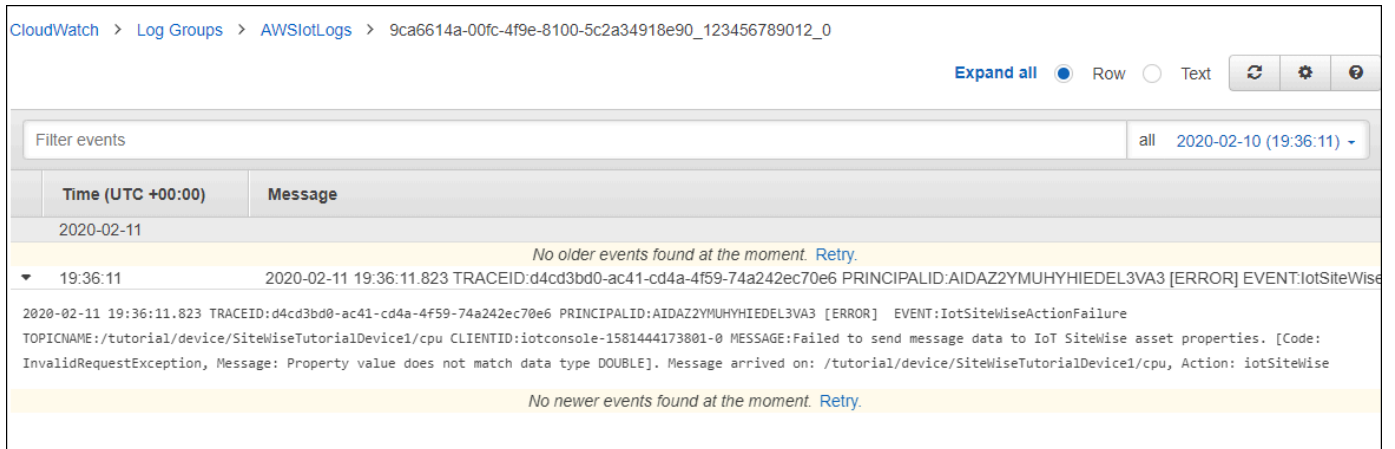 CloudWatch > Log Groups > AWSIotLogs > 9ca6614a-00fc-4f9e-8100-5c2a34918e90_123456789012_0
Expand all Row Text
Filter events all 2020-02-10 (19:36:11)
Time (UTC +00:00) Message
2020-02-11
No older events found at the moment. Retry.
19:36:11 2020-02-11 19:36:11.823 TRACEID:d4cd3bd0-ac41-cd4a-4f59-74a242ec70e6 PRINCIPALID:AIDAZ2YMUHYHIEDEL3VA3 [ERROR] EVENT:IotSiteWise
2020-02-11 19:36:11.823 TRACEID:d4cd3bd0-ac41-cd4a-4f59-74a242ec70e6 PRINCIPALID:AIDAZ2YMUHYHIEDEL3VA3 [ERROR] EVENT:IotSiteWiseActionFailure
TOPICNAME:/tutorial/device/SiteWiseTutorialDevice1/cpu CLIENTID:iotconsole-1581444173801-0 MESSAGE:Failed to send message data to IoT SiteWise asset properties. [Code:
InvalidRequestException, Message: Property value does not match data type DOUBLE]. Message arrived on: /tutorial/device/SiteWiseTutorialDevice1/cpu, Action: iotSiteWise
No newer events found at the moment. Retry.